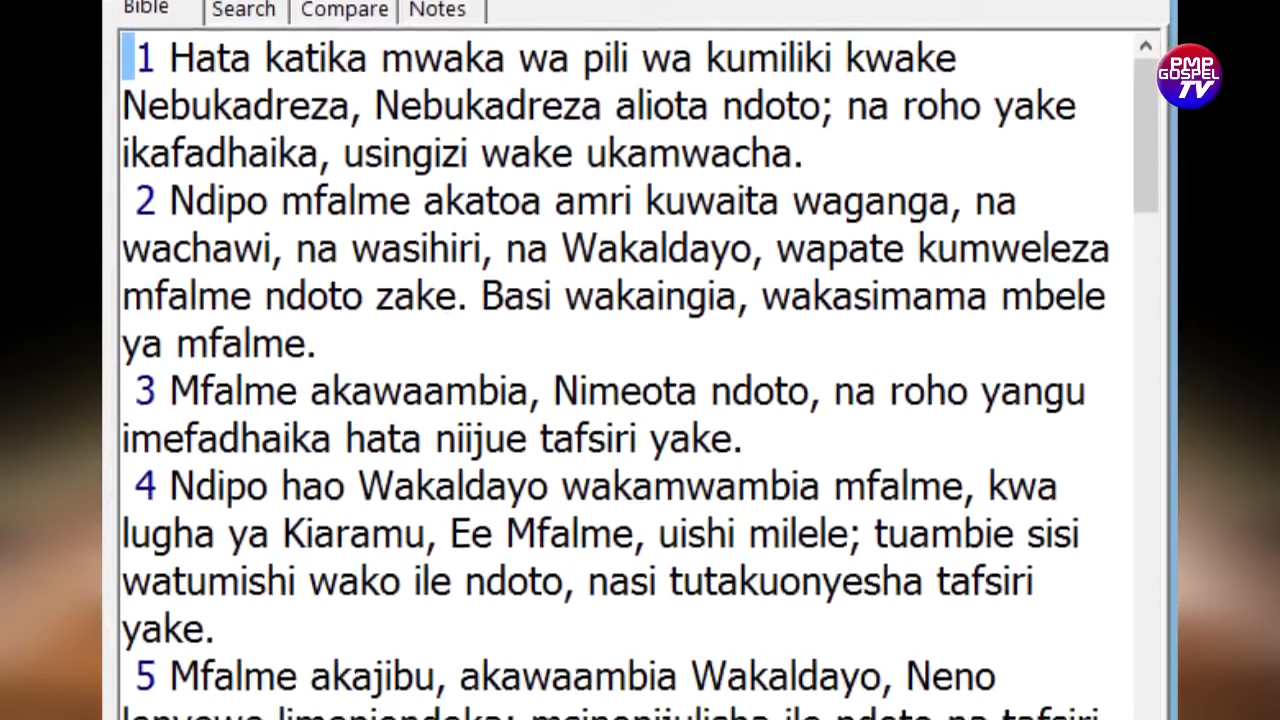 Bible Search Compare Notes
1 Hata katika mwaka wa pili wa kumiliki kwake
Nebukadreza, Nebukadreza aliota ndoto; na roho yake
ikafadhaika, usingizi wake ukamwacha.
2 Ndipo mfalme akatoa amri kuwaita waganga, na
wachawi, na wasihiri, na Wakaldayo, wapate kumweleza
mfalme ndoto zake. Basi wakaingia, wakasimama mbele
ya mfalme.
3 Mfalme akawaambia, Nimeota ndoto, na roho yangu
imefadhaika hata niijue tafsiri yake.
4 Ndipo hao Wakaldayo wakamwambia mfalme, kwa
lugha ya Kiaramu, Ee Mfalme, uishi milele; tuambie sisi
watumishi wako ile ndoto, nasi tutakuonyesha tafsiri
yake.
5 Mfalme akajibu, akawaambia Wakaldayo, Neno
ile ndoto na tafsiri
PMP
GOSPEL
TV